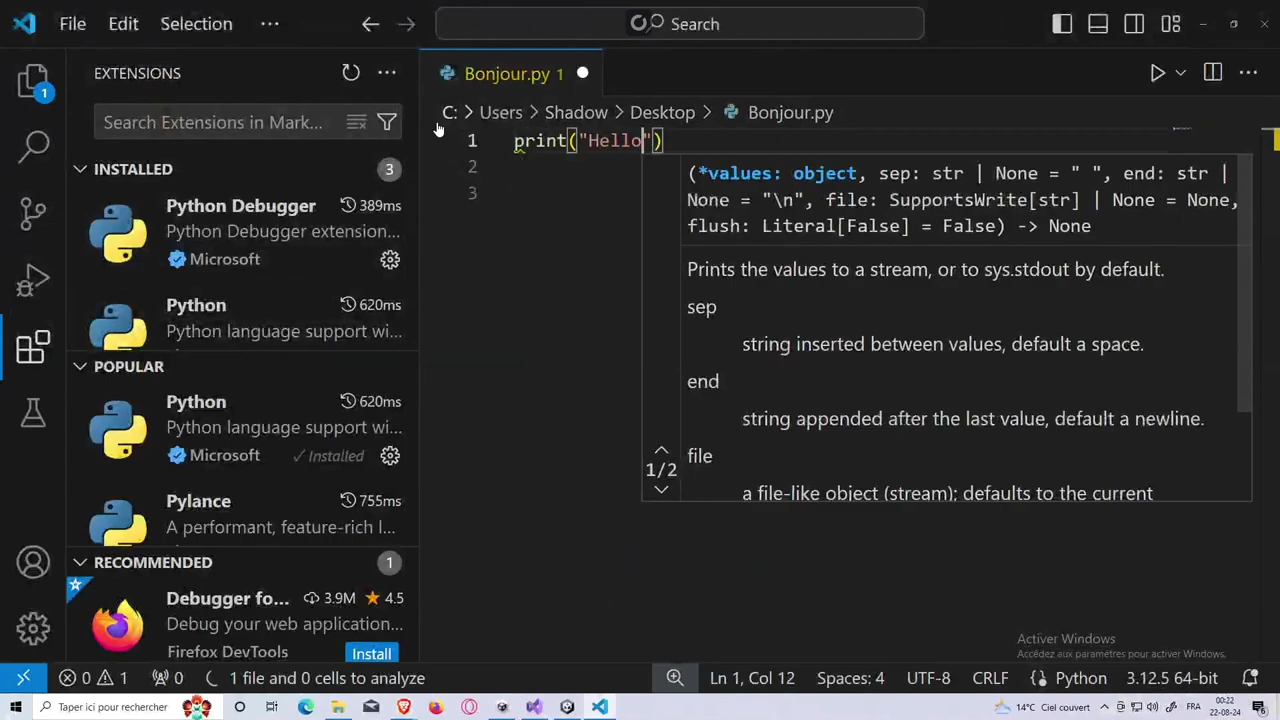 File Edit Selection ··· Search
EXTENSIONS
Bonjour.py 1
1
Search Extensions in Mark...
C: > Users > Shadow > Desktop > Bonjour.py
1 print("Hello")
2
3
INSTALLED 3
Python Debugger 389ms
Python Debugger extension...
Microsoft
Python 620ms
Python language support wi...
POPULAR
Python 620ms
Python language support wi...
Microsoft ✓Installed
Pylance 755ms
A performant, feature-rich l...
RECOMMENDED 1
Debugger fo... 3.9M ★ 4.5
Debug your web application...
Firefox DevTools Install
(*values: object, sep: str | None = " ", end: str |
None = "\n", file: SupportsWrite[str] | None = None,
flush: Literal[False] = False) -> None
Prints the values to a stream, or to sys.stdout by default.
sep
string inserted between values, default a space.
end
string appended after the last value, default a newline.
1/2
file
a file-like object (stream); defaults to the current
Activer Windows
Accédez aux paramètres pour activer Windows.
0 1 0 1 file and 0 cells to analyze Ln 1, Col 12 Spaces: 4 UTF-8 CRLF Python 3.12.5 64-bit
Taper ici pour rechercher 14°C Ciel couvert FRA 00:22
22-08-24 6